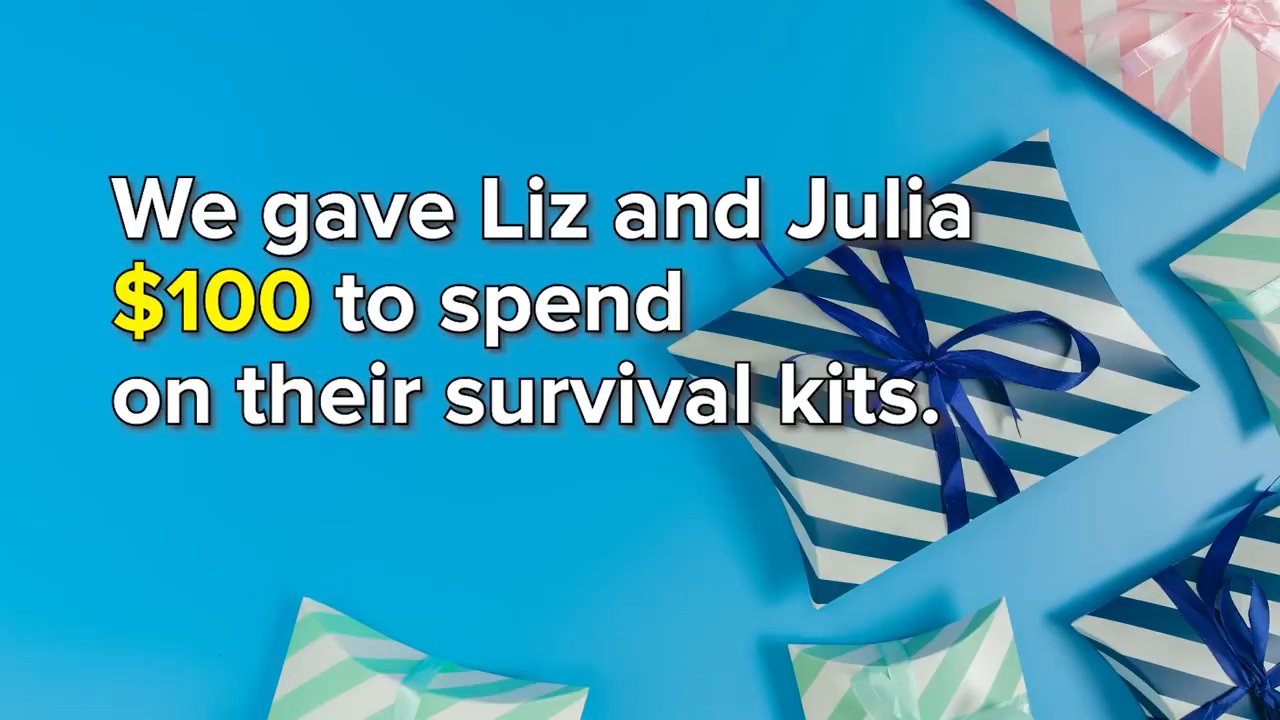 We gave Liz and Julia
$100 to spend
on their survival kits.